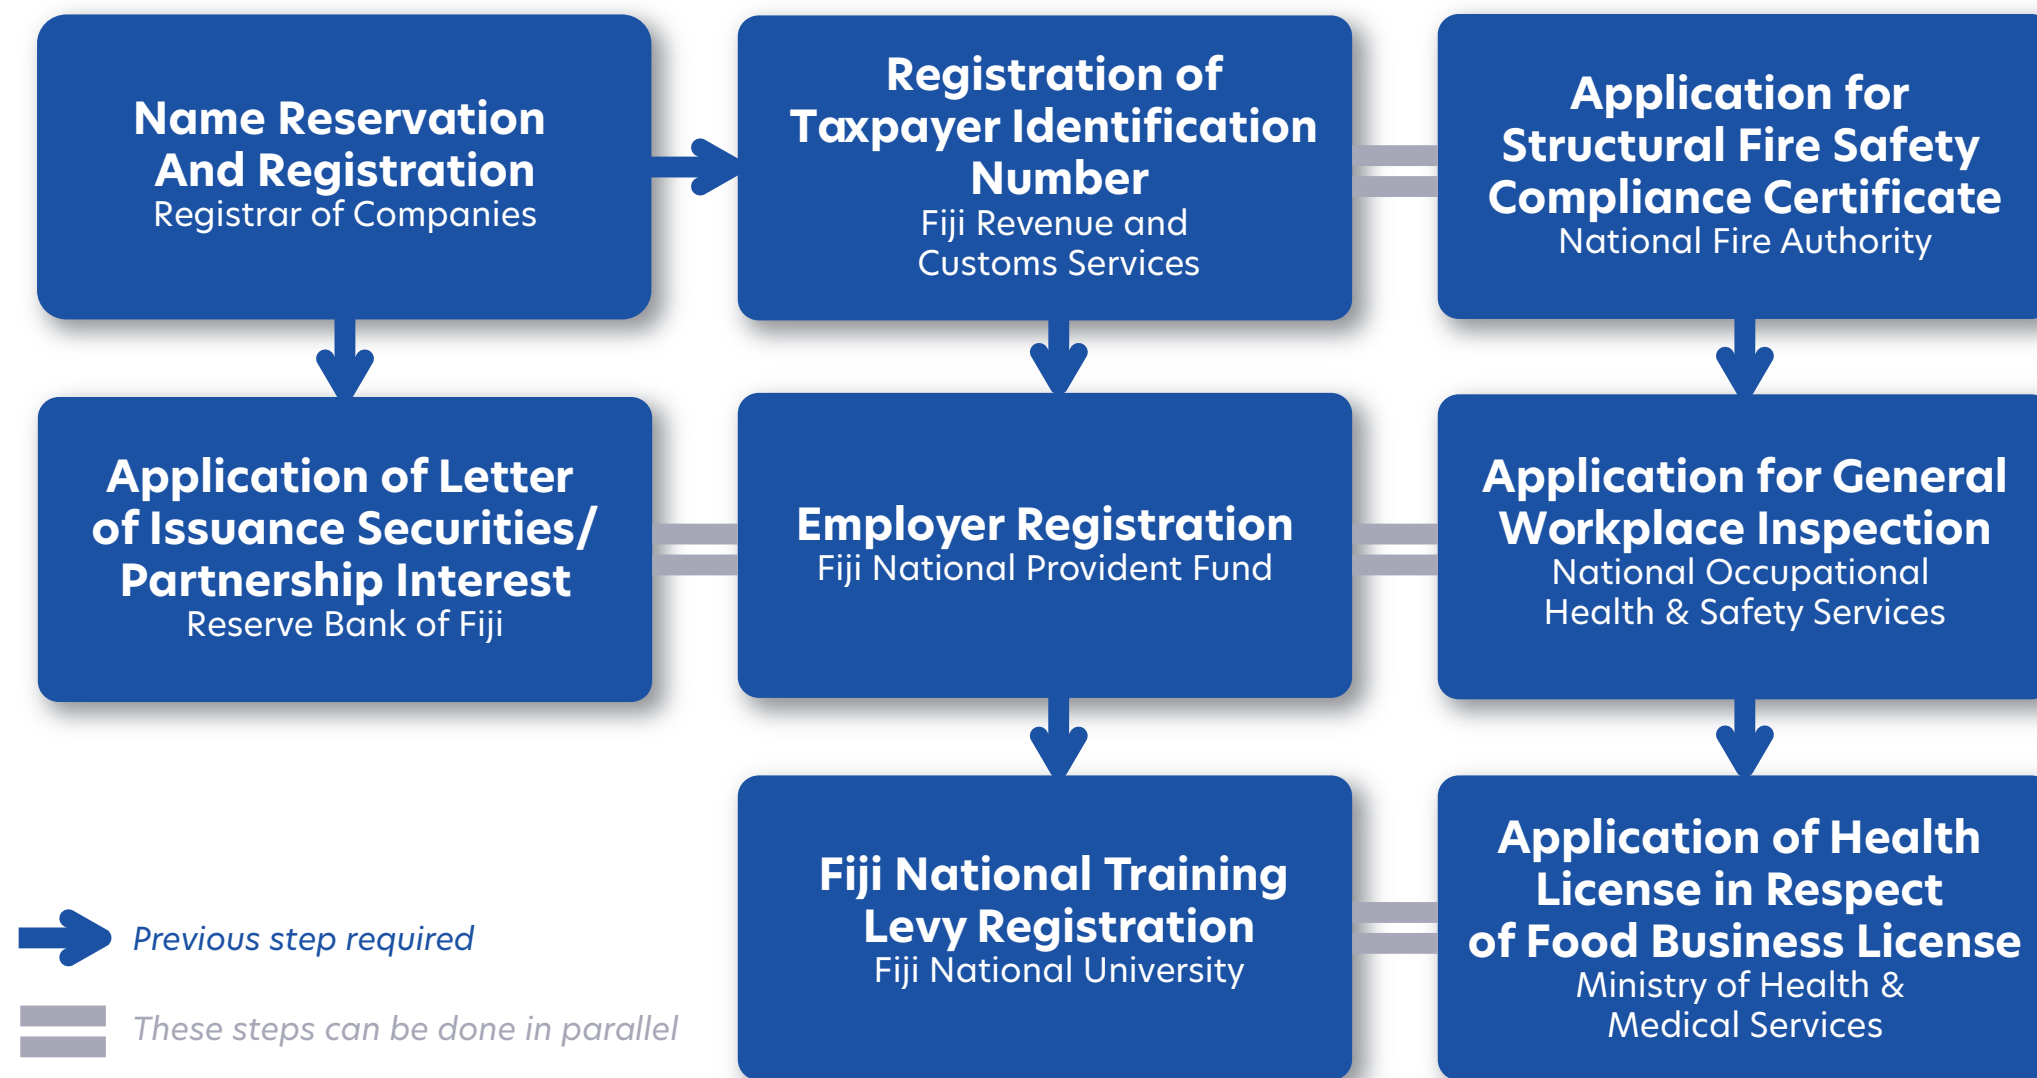 Name Reservation
And Registration
Registrar of Companies
Registration of
Taxpayer Identification
Number
Fiji Revenue and
Customs Services
Application for
Structural Fire Safety
Compliance Certificate
National Fire Authority
Application of Letter
of Issuance Securities/
Partnership Interest
Reserve Bank of Fiji
Employer Registration
Fiji National Provident Fund
Application for General
Workplace Inspection
National Occupational
Health & Safety Services
Fiji National Training
Levy Registration
Fiji National University
Application of Health
License in Respect
of Food Business License
Ministry of Health &
Medical Services
Previous step required
These steps can be done in parallel